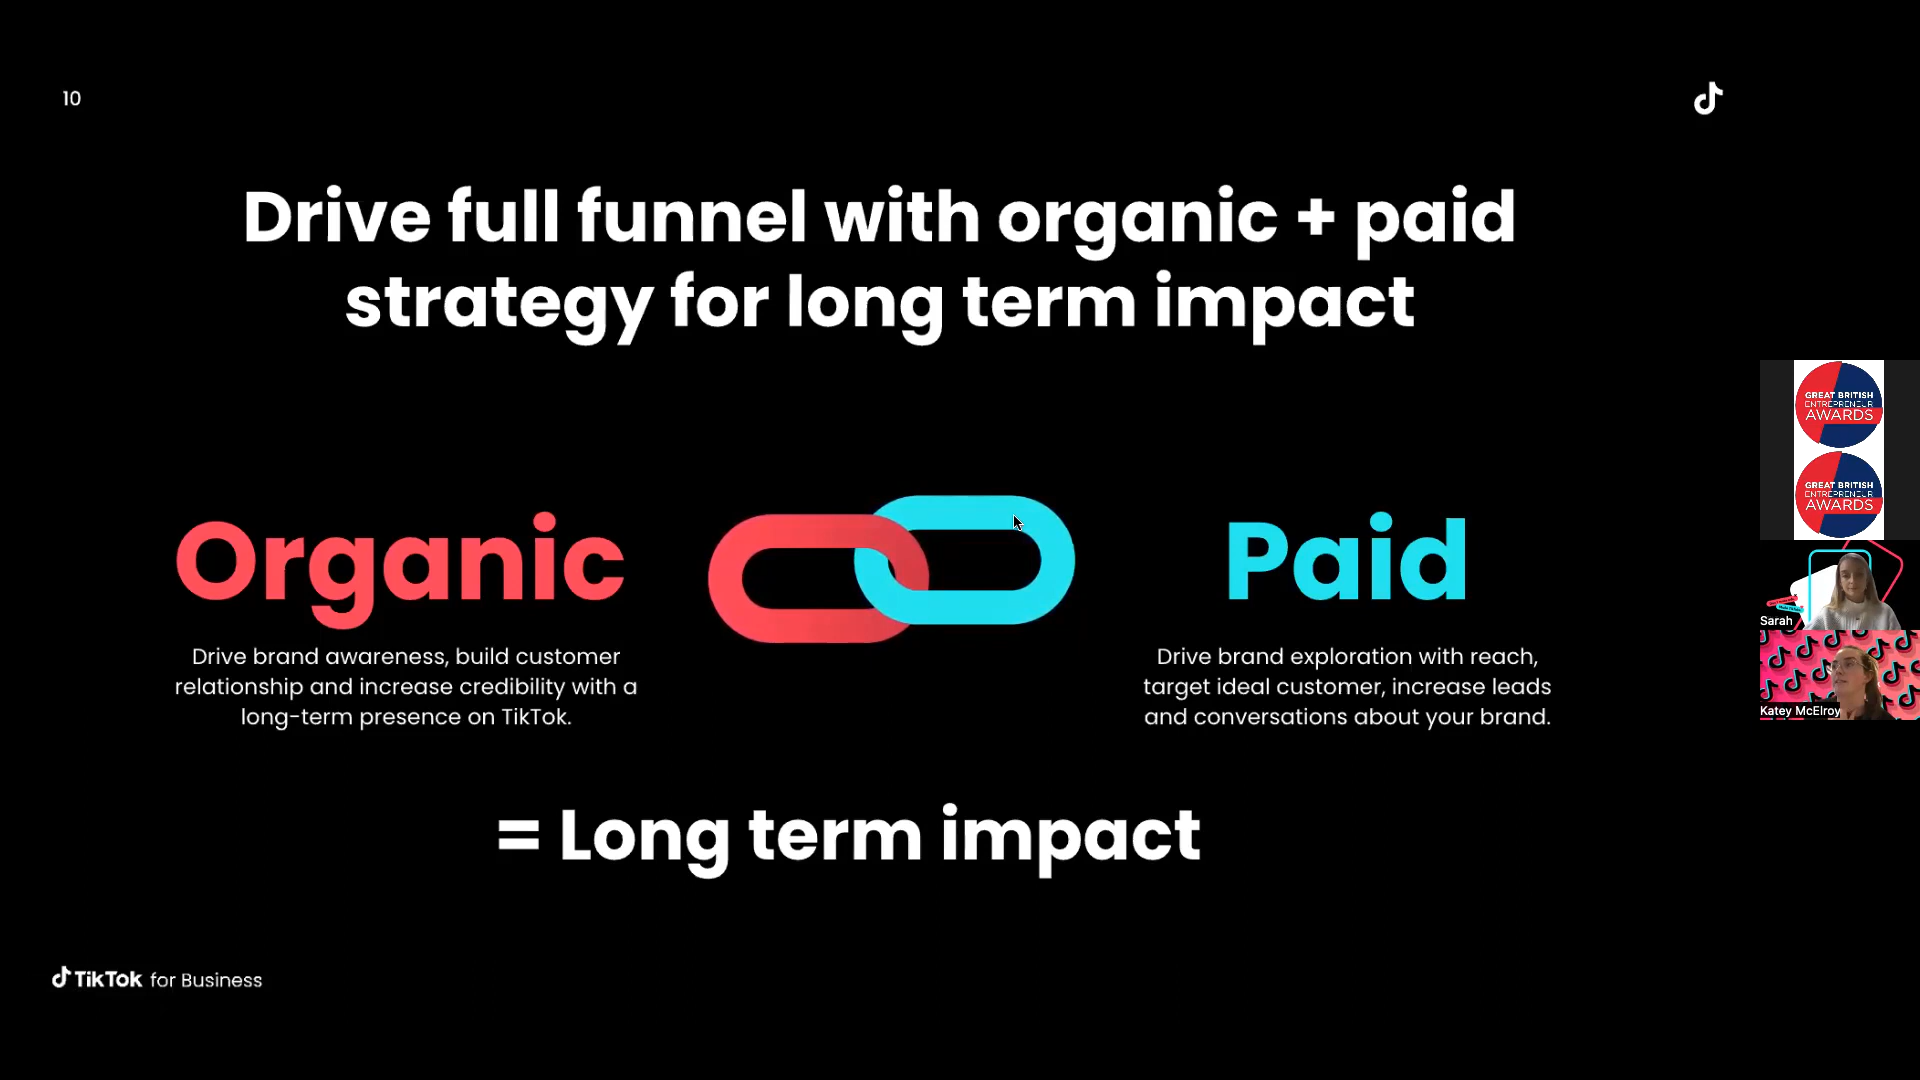 10
Drive full funnel with organic + paid
strategy for long term impact
Organic
Drive brand awareness, build customer
relationship and increase credibility with a
long-term presence on TikTok.
Paid
Drive brand exploration with reach,
target ideal customer, increase leads
and conversations about your brand.
= Long term impact
TikTok for Business
GREAT BRITISH
ENTREPRENEUR
AWARDS
GREAT BRITISH
ENTREPRENEUR
AWARDS
Sarah
Katey McElroy